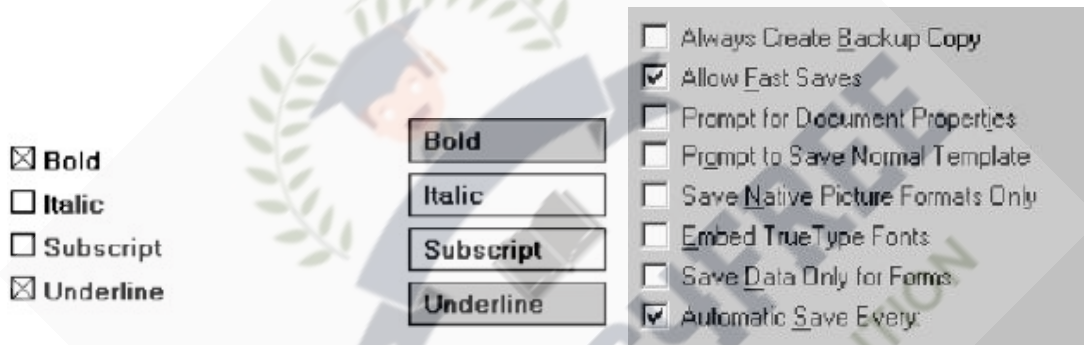 Bold
Italic
Subscript
Underline
Bold
Italic
Subscript
Underline
Always Create Backup Copy
Allow Fast Saves
Prompt for Document Properties
Prompt to Save Normal Template
Save Native Picture Formats Only
Embed TrueType Fonts
Save Data Only for Forms
Automatic Save Every: